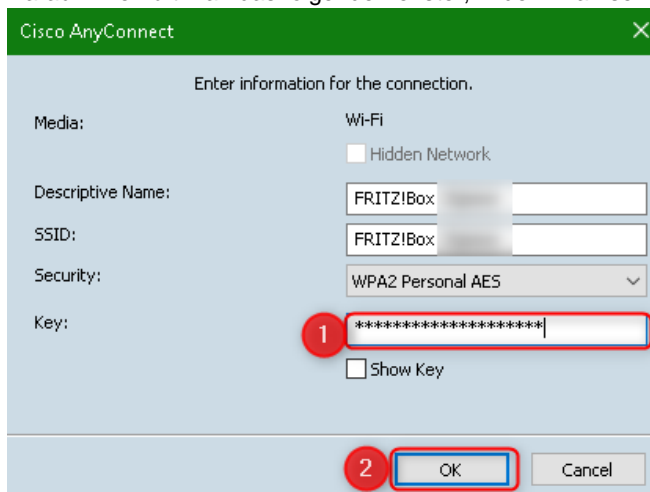 Cisco AnyConnect
Enter information for the connection.
Media: Wi-Fi
Hidden Network
Descriptive Name: FRITZ!Box
SSID: FRITZ!Box
Security: WPA2 Personal AES
Key: 1 ********************
Show Key
2 OK Cancel